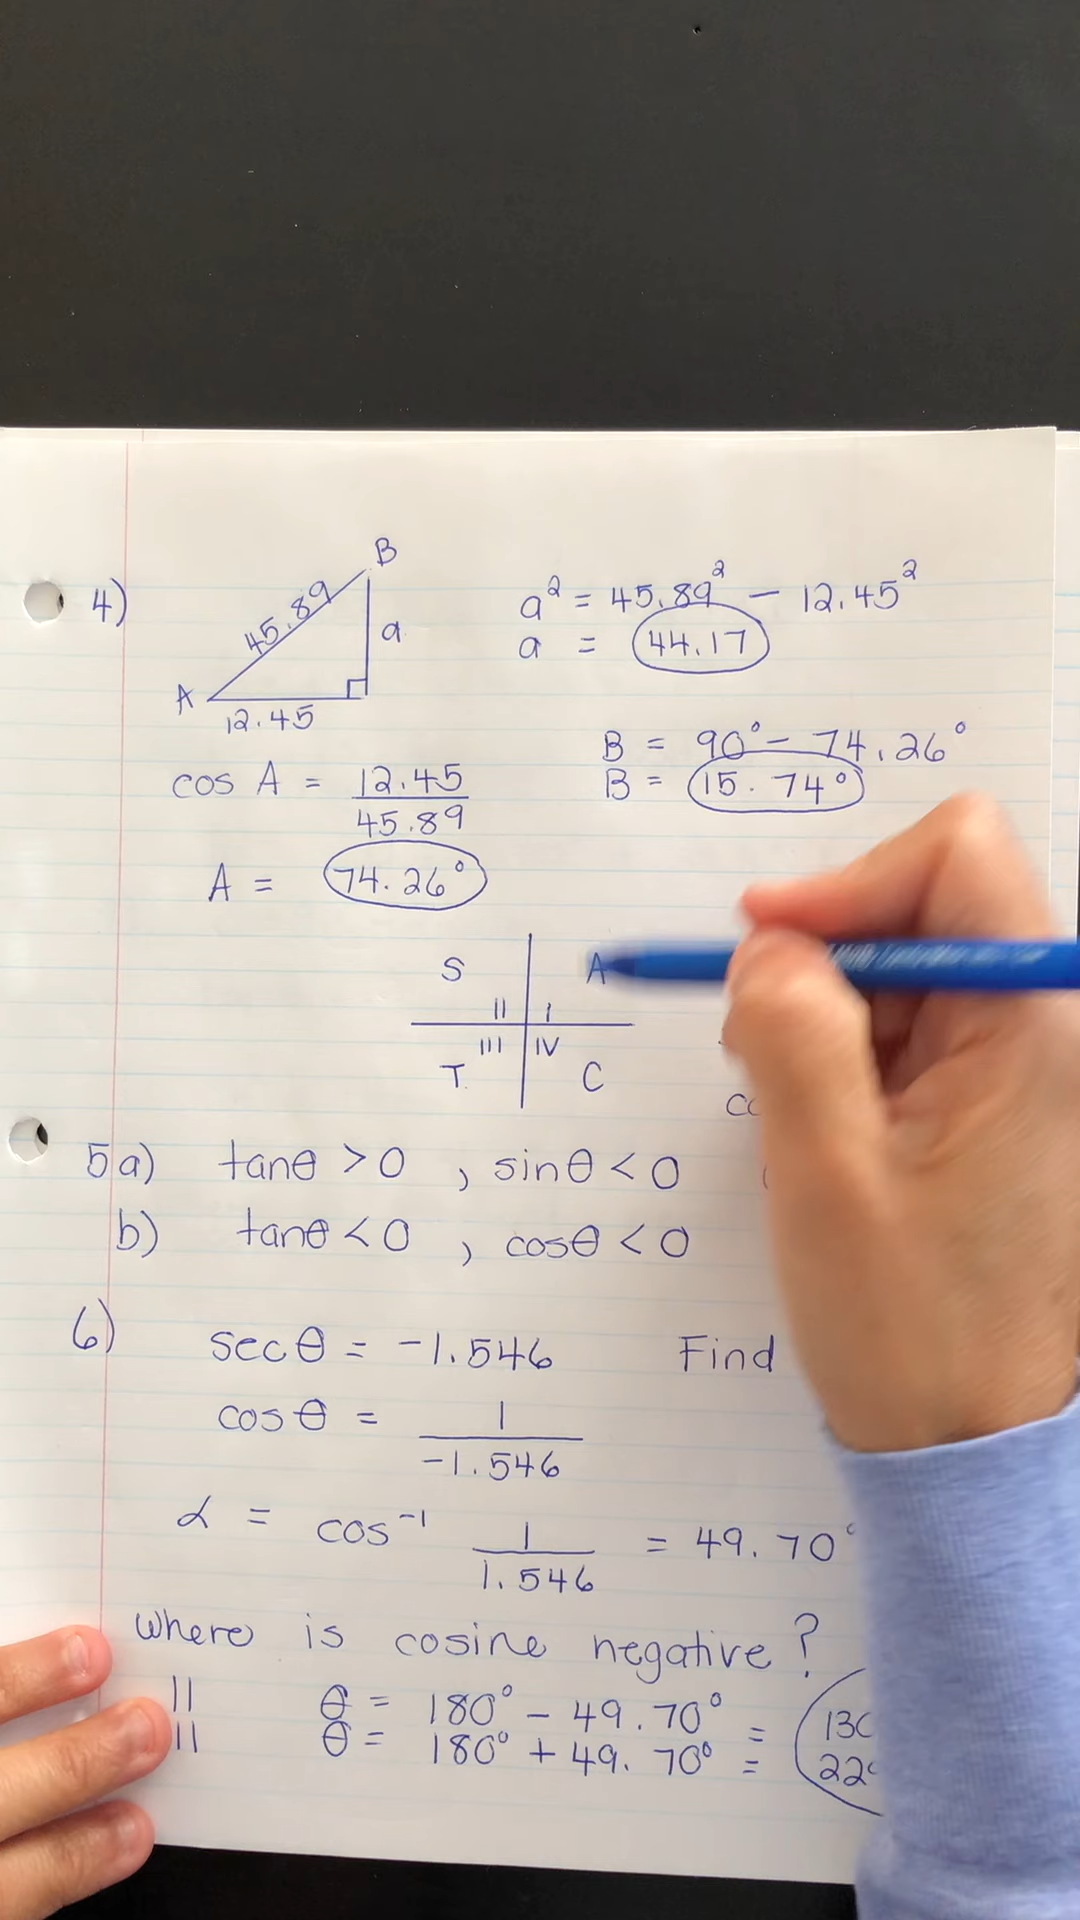 4)
B
45.89
a
A
12.45
a² = 45.89² − 12.45²
a = 44.17
B = 90° − 74.26°
B = 15.74°
cos A = 12.45
45.89
A = 74.26°
S A
II I
III IV
T C
5a) tanθ > 0 , sinθ < 0
b) tanθ < 0 , cosθ < 0
6) secθ = −1.546 Find
cosθ = 1
−1.546
α = cos⁻¹ 1 = 49.70°
1.546
Where is cosine negative?
II θ = 180° − 49.70° =
II θ = 180° + 49.70° =